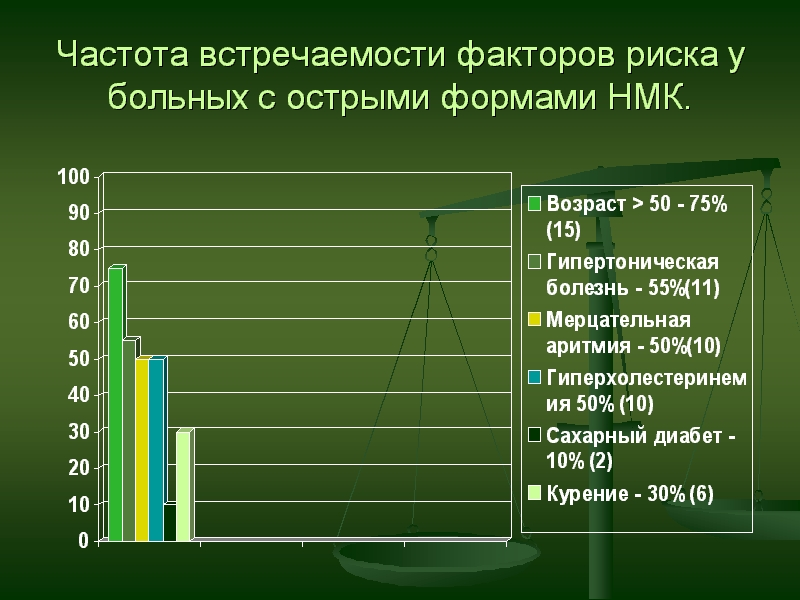 Частота встречаемости факторов риска у
больных с острыми формами НМК.
100
90
80
70
60
50
40
30
20
10
0
Возраст > 50 - 75%
(15)
Гипертоническая
болезнь - 55%(11)
Мерцательная
аритмия - 50%(10)
Гиперхолестеринем
ия 50% (10)
Сахарный диабет -
10% (2)
Курение - 30% (6)